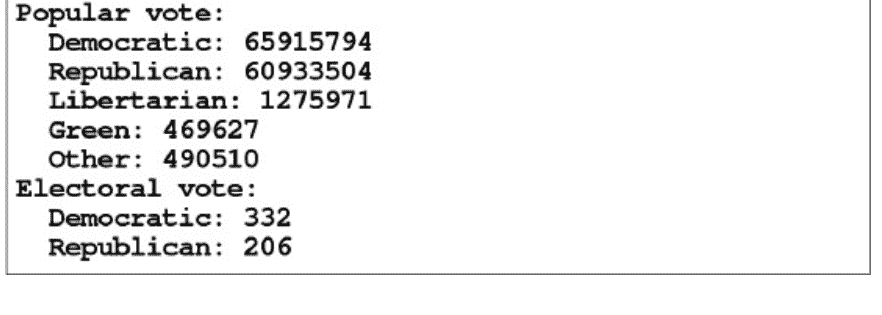 Popular vote:
Democratic: 65915794
Republican: 60933504
Libertarian: 1275971
Green: 469627
Other: 490510
Electoral vote:
Democratic: 332
Republican: 206